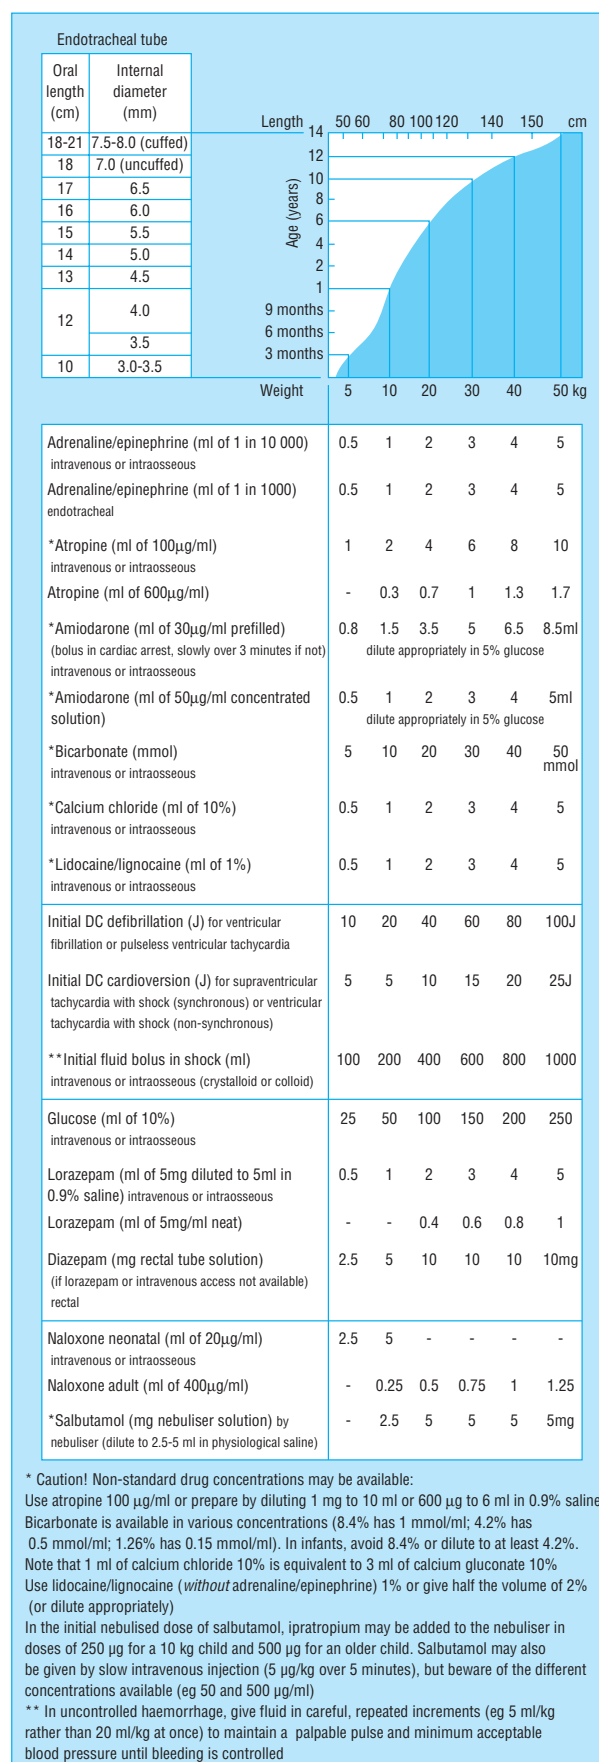 Endotracheal tube
Oral length (cm) Internal diameter (mm)
18-21 7.5-8.0 (cuffed)
18 7.0 (uncuffed)
17 6.5
16 6.0
15 5.5
14 5.0
13 4.5
12 4.0
3.5
10 3.0-3.5
Length 50 60 80 100 120 140 150 cm
Age (years)
14
12
10
8
6
4
2
1
9 months
6 months
3 months
Weight 5 10 20 30 40 50 kg
Adrenaline/epinephrine (ml of 1 in 10 000) 0.5 1 2 3 4 5
intravenous or intraosseous
Adrenaline/epinephrine (ml of 1 in 1000) 0.5 1 2 3 4 5
endotracheal
*Atropine (ml of 100µg/ml) 1 2 4 6 8 10
intravenous or intraosseous
Atropine (ml of 600µg/ml) - 0.3 0.7 1 1.3 1.7
*Amiodarone (ml of 30µg/ml prefilled) 0.8 1.5 3.5 5 6.5 8.5ml
(bolus in cardiac arrest, slowly over 3 minutes if not) dilute appropriately in 5% glucose
intravenous or intraosseous
*Amiodarone (ml of 50µg/ml concentrated 0.5 1 2 3 4 5ml
solution) dilute appropriately in 5% glucose
*Bicarbonate (mmol) 5 10 20 30 40 50 mmol
intravenous or intraosseous
*Calcium chloride (ml of 10%) 0.5 1 2 3 4 5
intravenous or intraosseous
*Lidocaine/lignocaine (ml of 1%) 0.5 1 2 3 4 5
intravenous or intraosseous
Initial DC defibrillation (J) for ventricular 10 20 40 60 80 100J
fibrillation or pulseless ventricular tachycardia
Initial DC cardioversion (J) for supraventricular 5 5 10 15 20 25J
tachycardia with shock (synchronous) or ventricular
tachycardia with shock (non-synchronous)
**Initial fluid bolus in shock (ml) 100 200 400 600 800 1000
intravenous or intraosseous (crystalloid or colloid)
Glucose (ml of 10%) 25 50 100 150 200 250
intravenous or intraosseous
Lorazepam (ml of 5mg diluted to 5ml in 0.5 1 2 3 4 5
0.9% saline) intravenous or intraosseous
Lorazepam (ml of 5mg/ml neat) - - 0.4 0.6 0.8 1
Diazepam (mg rectal tube solution) 2.5 5 10 10 10 10mg
(if lorazepam or intravenous access not available)
rectal
Naloxone neonatal (ml of 20µg/ml) 2.5 5 - - - -
intravenous or intraosseous
Naloxone adult (ml of 400µg/ml) - 0.25 0.5 0.75 1 1.25
*Salbutamol (mg nebuliser solution) by - 2.5 5 5 5 5mg
nebuliser (dilute to 2.5-5 ml in physiological saline)
* Caution! Non-standard drug concentrations may be available:
Use atropine 100 µg/ml or prepare by diluting 1 mg to 10 ml or 600 µg to 6 ml in 0.9% saline
Bicarbonate is available in various concentrations (8.4% has 1 mmol/ml; 4.2% has
0.5 mmol/ml; 1.26% has 0.15 mmol/ml). In infants, avoid 8.4% or dilute to at least 4.2%.
Note that 1 ml of calcium chloride 10% is equivalent to 3 ml of calcium gluconate 10%
Use lidocaine/lignocaine (without adrenaline/epinephrine) 1% or give half the volume of 2%
(or dilute appropriately)
In the initial nebulised dose of salbutamol, ipratropium may be added to the nebuliser in
doses of 250 µg for a 10 kg child and 500 µg for an older child. Salbutamol may also
be given by slow intravenous injection (5 µg/kg over 5 minutes), but beware of the different
concentrations available (eg 50 and 500 µg/ml)
** In uncontrolled haemorrhage, give fluid in careful, repeated increments (eg 5 ml/kg
rather than 20 ml/kg at once) to maintain a palpable pulse and minimum acceptable
blood pressure until bleeding is controlled